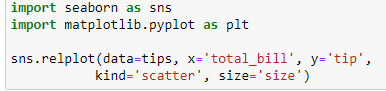 import seaborn as sns
import matplotlib.pyplot as plt
sns.relplot(data=tips, x='total_bill', y='tip',
kind='scatter', size='size')